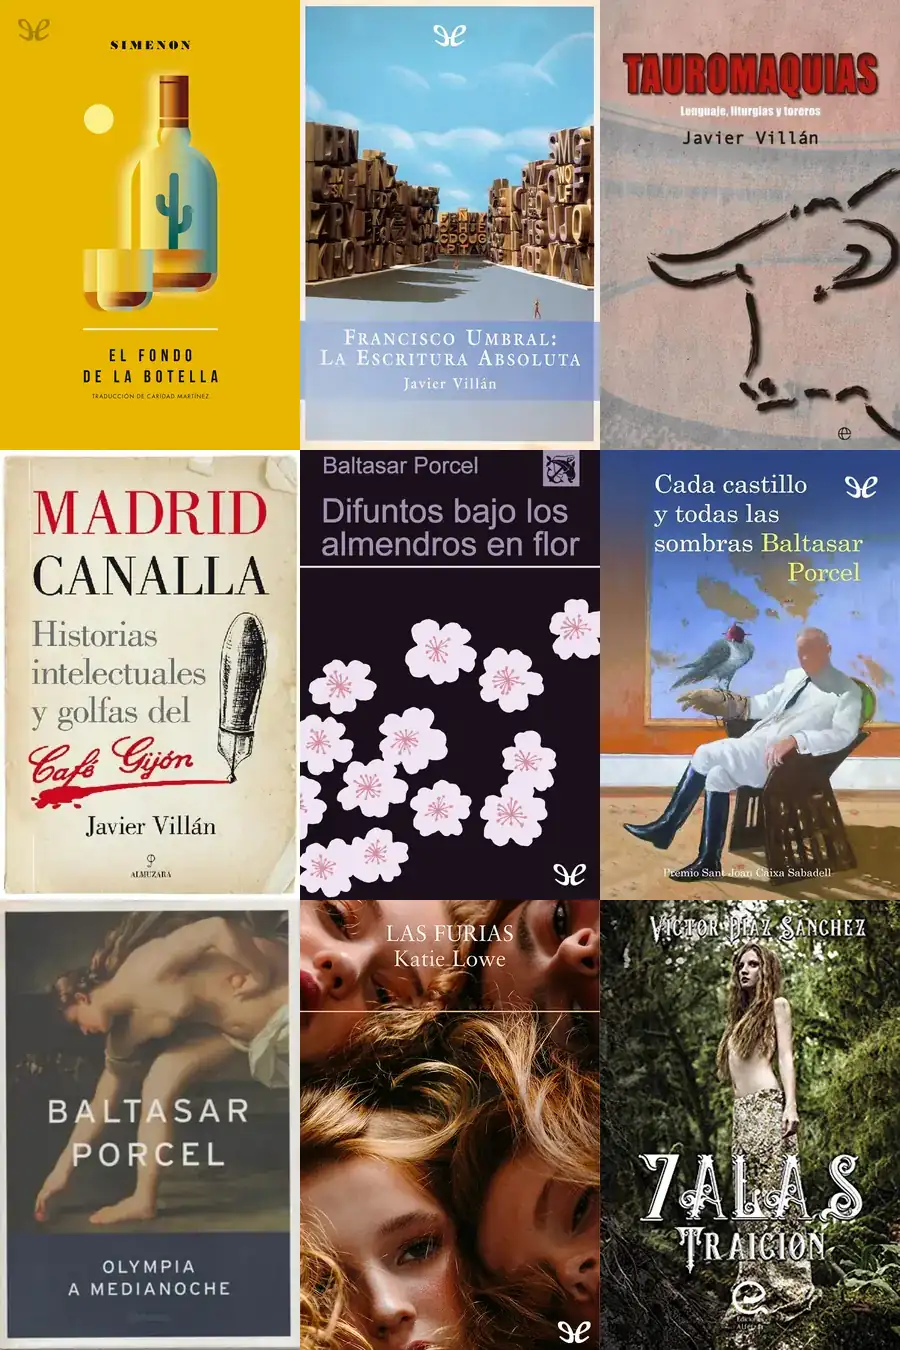 SIMENON
EL FONDO
DE LA BOTELLA
TRADUCCIÓN DE CARIDAD MARTÍNEZ
FRANCISCO UMBRAL:
LA ESCRITURA ABSOLUTA
Javier Villán
TAUROMAQUIAS
Lenguaje, liturgias y toreros
Javier Villán
MADRID
CANALLA
Historias
intelectuales
y golfas del
Café Gijón
Javier Villán
ALMUZARA
Baltasar Porcel
Difuntos bajo los
almendros en flor
Cada castillo
y todas las
sombras Baltasar
Porcel
Premio Sant Joan Caixa Sabadell
BALTASAR
PORCEL
OLYMPIA
A MEDIANOCHE
LAS FURIAS
Katie Lowe
VICTOR DÍAZ SANCHEZ
7ALAS
TRAICIÓN